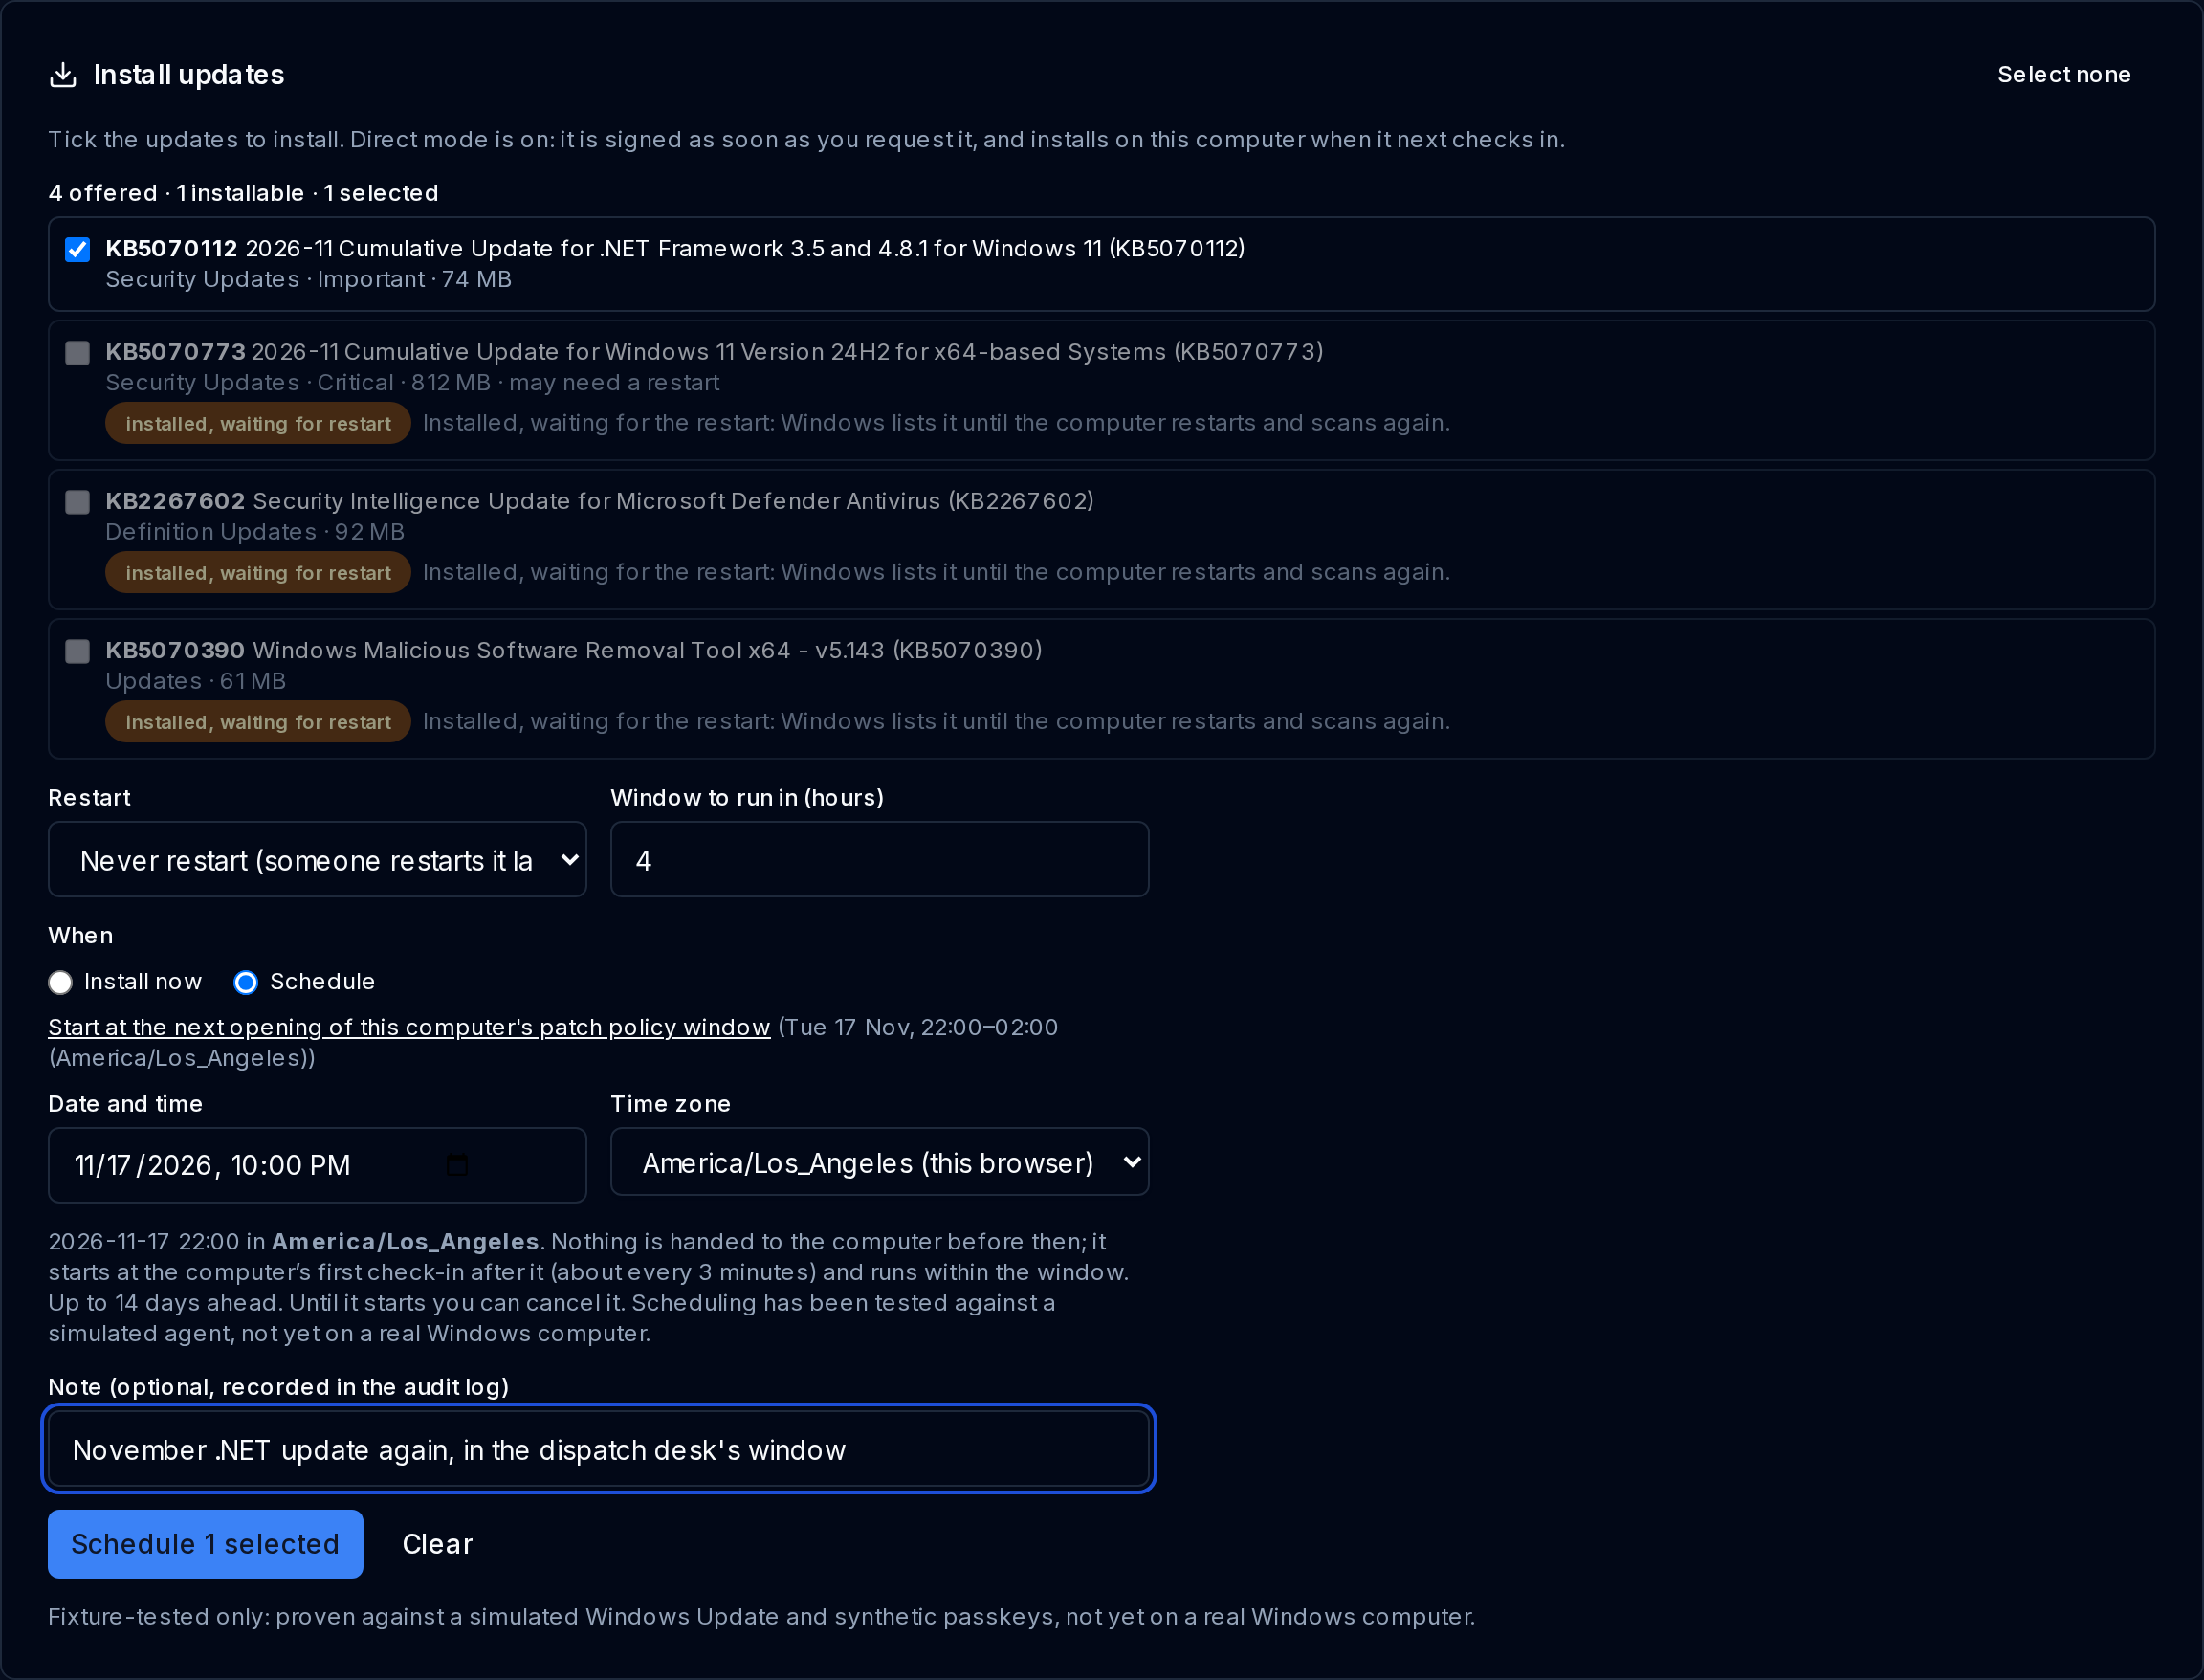 Install updates
Select none
Tick the updates to install. Direct mode is on: it is signed as soon as you request it, and installs on this computer when it next checks in.
4 offered · 1 installable · 1 selected
KB5070112 2026-11 Cumulative Update for .NET Framework 3.5 and 4.8.1 for Windows 11 (KB5070112)
Security Updates · Important · 74 MB
KB5070773 2026-11 Cumulative Update for Windows 11 Version 24H2 for x64-based Systems (KB5070773)
Security Updates · Critical · 812 MB · may need a restart
installed, waiting for restart Installed, waiting for the restart: Windows lists it until the computer restarts and scans again.
KB2267602 Security Intelligence Update for Microsoft Defender Antivirus (KB2267602)
Definition Updates · 92 MB
installed, waiting for restart Installed, waiting for the restart: Windows lists it until the computer restarts and scans again.
KB5070390 Windows Malicious Software Removal Tool x64 - v5.143 (KB5070390)
Updates · 61 MB
installed, waiting for restart Installed, waiting for the restart: Windows lists it until the computer restarts and scans again.
Restart
Window to run in (hours)
Never restart (someone restarts it la
4
When
Install now
Schedule
Start at the next opening of this computer's patch policy window (Tue 17 Nov, 22:00–02:00
(America/Los_Angeles))
Date and time
Time zone
11/17/2026, 10:00 PM
America/Los_Angeles (this browser)
2026-11-17 22:00 in America/Los_Angeles. Nothing is handed to the computer before then; it
starts at the computer’s first check-in after it (about every 3 minutes) and runs within the window.
Up to 14 days ahead. Until it starts you can cancel it. Scheduling has been tested against a
simulated agent, not yet on a real Windows computer.
Note (optional, recorded in the audit log)
November .NET update again, in the dispatch desk's window
Schedule 1 selected
Clear
Fixture-tested only: proven against a simulated Windows Update and synthetic passkeys, not yet on a real Windows computer.